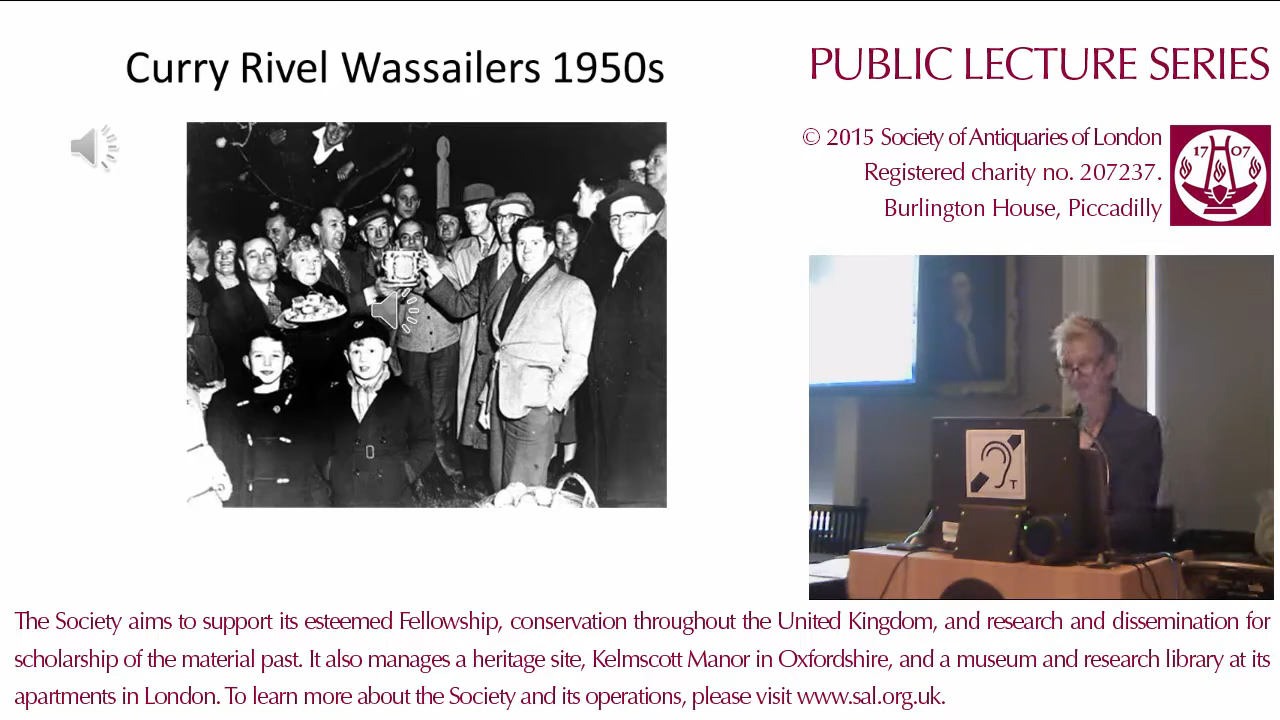 Curry Rivel Wassailers 1950s
PUBLIC LECTURE SERIES
© 2015 Society of Antiquaries of London
Registered charity no. 207237.
Burlington House, Piccadilly
17 07
T
The Society aims to support its esteemed Fellowship, conservation throughout the United Kingdom, and research and dissemination for
scholarship of the material past. It also manages a heritage site, Kelmscott Manor in Oxfordshire, and a museum and research library at its
apartments in London. To learn more about the Society and its operations, please visit www.sal.org.uk.